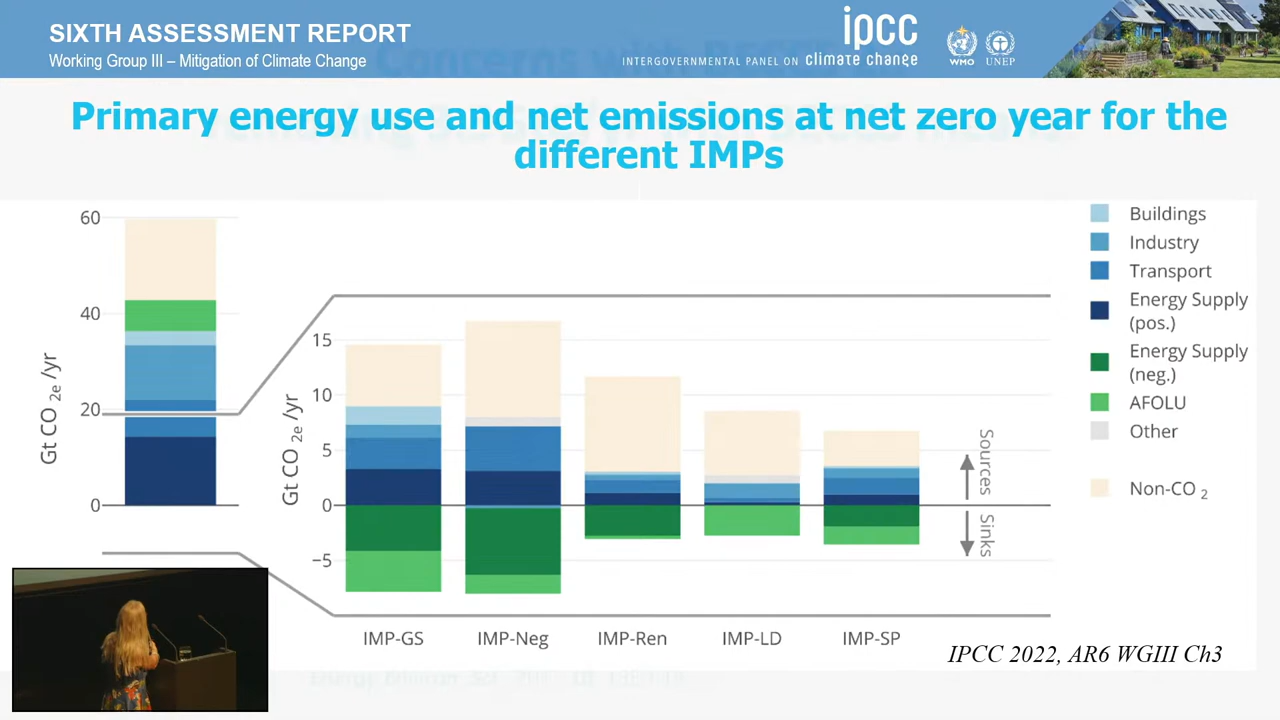 SIXTH ASSESSMENT REPORT
Working Group III – Mitigation of Climate Change
INTERGOVERNMENTAL PANEL ON climate change
ipcc
WMO
UNEP
Primary energy use and net emissions at net zero year for the
different IMPs
Gt CO 2e /yr
60
40
20
0
Gt CO 2e /yr
15
10
5
0
−5
IMP-GS
IMP-Neg
IMP-Ren
IMP-LD
IMP-SP
Sources
Sinks
Buildings
Industry
Transport
Energy Supply
(pos.)
Energy Supply
(neg.)
AFOLU
Other
Non-CO 2
IPCC 2022, AR6 WGIII Ch3